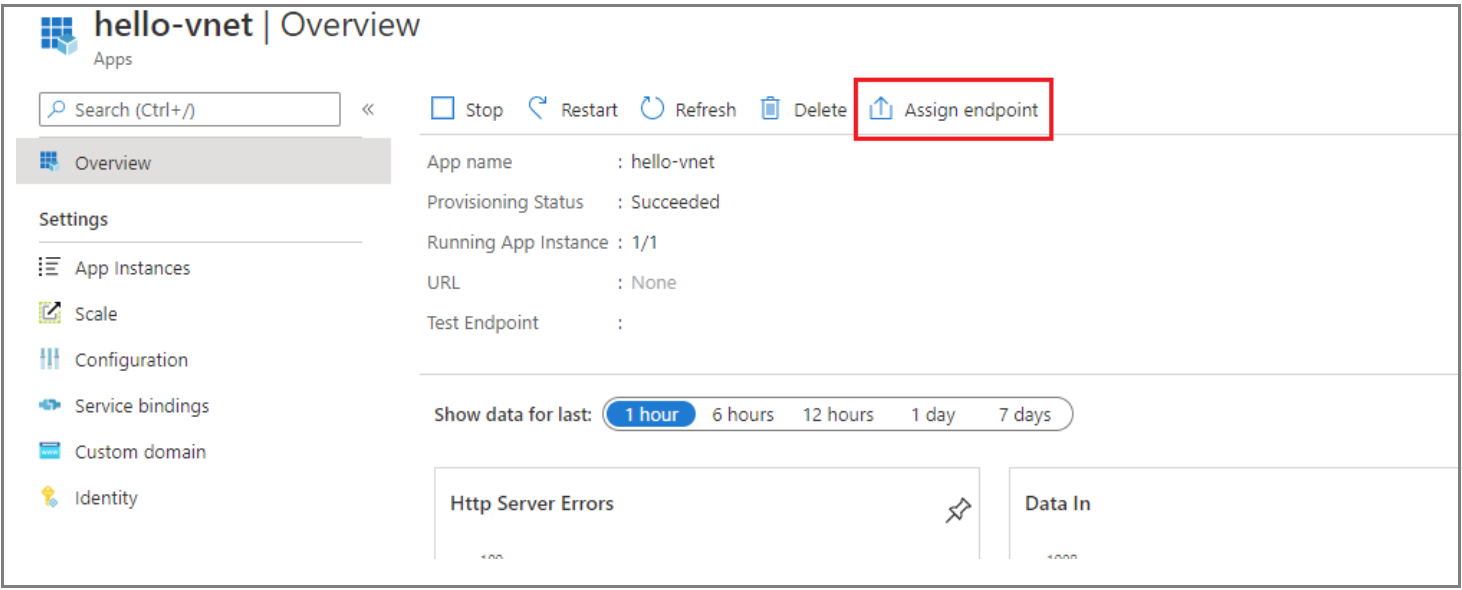 hello-vnet | Overview
Apps
Search (Ctrl+/)
«
Stop Restart Refresh Delete Assign endpoint
Overview
App name : hello-vnet
Provisioning Status : Succeeded
Settings
Running App Instance : 1/1
App Instances
URL : None
Scale
Test Endpoint :
Configuration
Service bindings
Show data for last: 1 hour 6 hours 12 hours 1 day 7 days
Custom domain
Identity
Http Server Errors
Data In